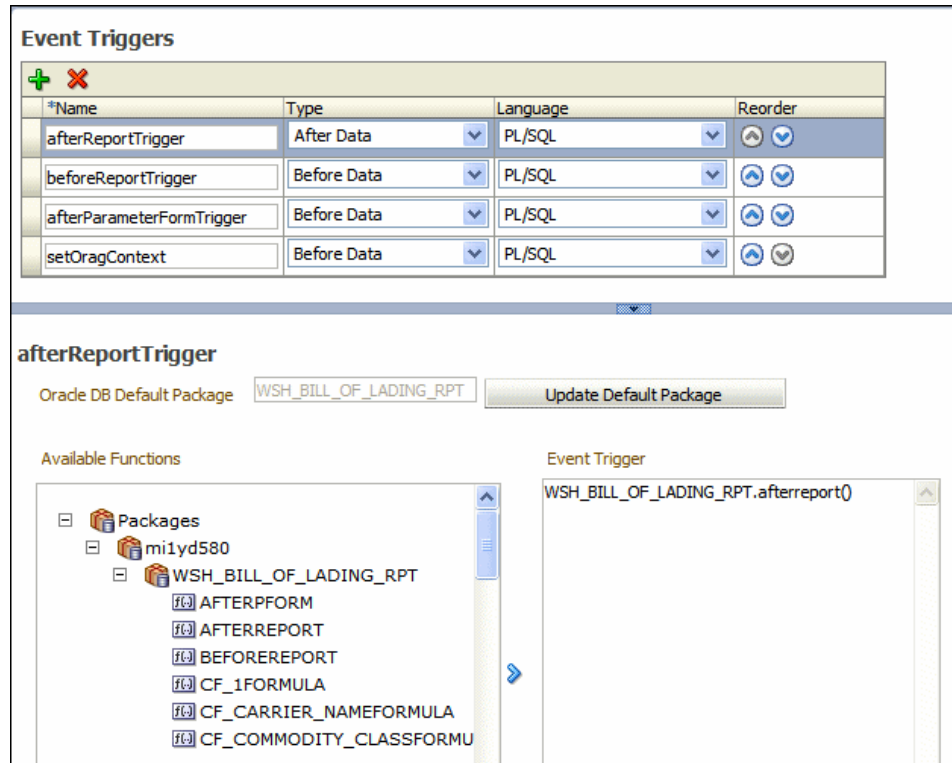 Event Triggers
*Name Type Language Reorder
afterReportTrigger After Data PL/SQL
beforeReportTrigger Before Data PL/SQL
afterParameterFormTrigger Before Data PL/SQL
setOragContext Before Data PL/SQL
afterReportTrigger
Oracle DB Default Package WSH_BILL_OF_LADING_RPT Update Default Package
Available Functions Event Trigger
WSH_BILL_OF_LADING_RPT.afterreport()
Packages
mi1yd580
WSH_BILL_OF_LADING_RPT
f(.) AFTERPFORM
f(.) AFTERREPORT
f(.) BEFOREREPORT
f(.) CF_1FORMULA
f(.) CF_CARRIER_NAMEFORMULA
f(.) CF_COMMODITY_CLASSFORMU